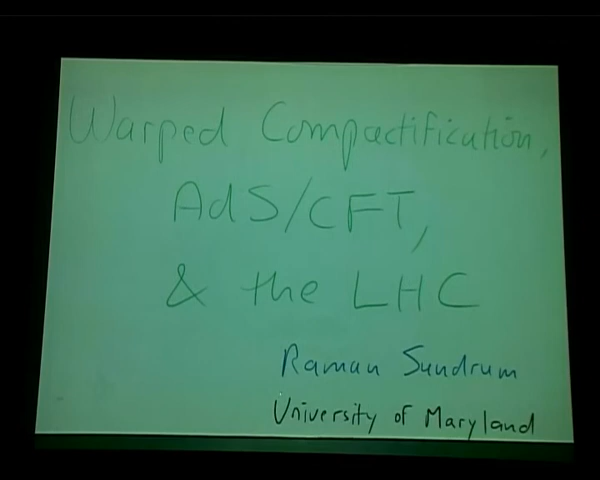 Warped Compactification,
AdS/CFT,
& the LHC
Raman Sundrum
University of Maryland